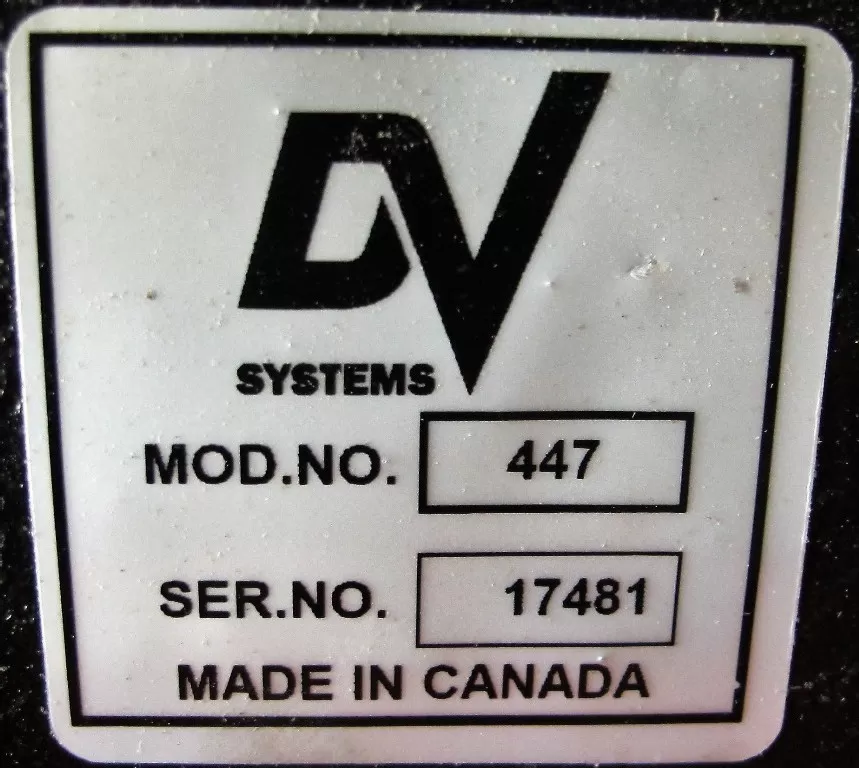 DV
SYSTEMS
MOD.NO. 447
SER.NO. 17481
MADE IN CANADA